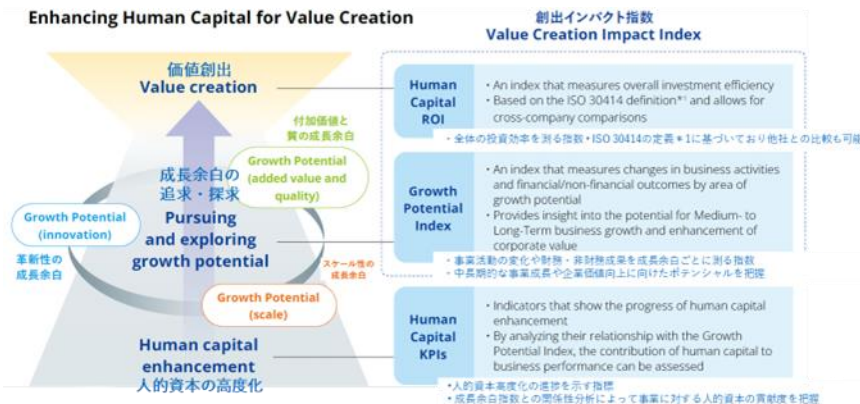 Enhancing Human Capital for Value Creation
創出インパクト指数
Value Creation Impact Index
価値創出
Value creation
付加価値と
質の成長余白
Growth Potential
(added value and
quality)
成長余白の
追求・探求
Pursuing
and exploring
growth potential
Growth Potential
(innovation)
革新性の
成長余白
スケール性の
成長余白
Growth Potential
(scale)
Human capital
enhancement
人的資本の高度化
Human
Capital
ROI
• An index that measures overall investment efficiency
• Based on the ISO 30414 definition*¹ and allows for
cross-company comparisons
・全体の投資効率を測る指数・ISO 30414の定義*1に基づいており他社との比較も可能
Growth
Potential
Index
• An index that measures changes in business activities
and financial/non-financial outcomes by area of
growth potential
• Provides insight into the potential for Medium- to
Long-Term business growth and enhancement of
corporate value
・事業活動の変化や財務・非財務成果を成長余白ごとに測る指数
・中長期的な事業成長や企業価値向上に向けたポテンシャルを把握
Human
Capital
KPIs
• Indicators that show the progress of human capital
enhancement
• By analyzing their relationship with the Growth
Potential Index, the contribution of human capital to
business performance can be assessed
•人的資本高度化の進捗を示す指標
・成長余白指数との関係性分析によって事業に対する人的資本の貢献度を把握